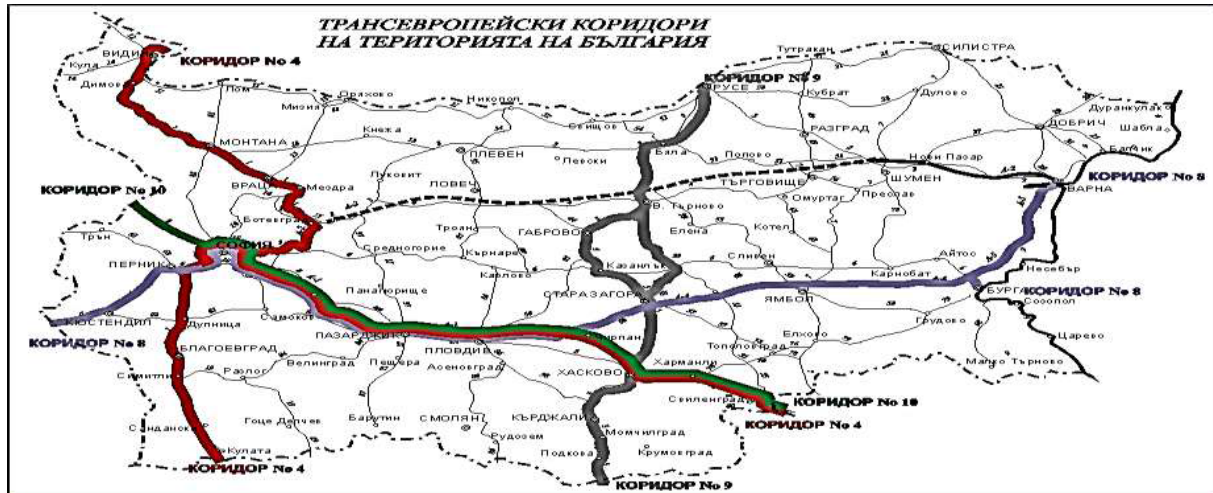 ТРАНСЕВРОПЕЙСКИ КОРИДОРИ
НА ТЕРИТОРИЯТА НА БЪЛГАРИЯ
ВИДИН
Кула
КОРИДОР No 4
Димово
Лом
Оряхово
Мизия
Никопол
Свищов
КОРИДОР No 9
РУСЕ
Тутракан
СИЛИСТРА
Кубрат
Дулово
Дуранкулак
Шабла
ДОБРИЧ
Балчик
МОНТАНА
Кнежа
ПЛЕВЕН
Левски
Бяла
Попово
РАЗГРАД
Нови Пазар
ШУМЕН
КОРИДОР No 8
ВАРНА
КОРИДОР No 10
ВРАЦА
Мездра
Луковит
ЛОВЕЧ
ТЪРГОВИЩЕ
Преслав
Омуртаг
Ботевград
Троян
В. Търново
Елена
Котел
ГАБРОВО
Трън
СОФИЯ
Средногорие
Кърнаре
Карлово
Казанлък
Сливен
Карнобат
Айтос
Несебър
ПЕРНИК
Панагюрище
СТАРА ЗАГОРА
ЯМБОЛ
БУРГАС
КОРИДОР No 8
Созопол
КЮСТЕНДИЛ
Дупница
Самоков
ПАЗАРДЖИК
Чирпан
Елхово
Грудово
Царево
КОРИДОР No 8
БЛАГОЕВГРАД
ПЛОВДИВ
Тополовград
Малко Търново
Велинград
Пещера
Асеновград
Харманли
ХАСКОВО
Симитли
Разлог
Свиленград
КОРИДОР No 10
КОРИДОР No 4
Сандански
Гоце Делчев
Барутин
СМОЛЯН
КЪРДЖАЛИ
Рудозем
Момчилград
Кулата
Подкова
Крумовград
КОРИДОР No 4
КОРИДОР No 9